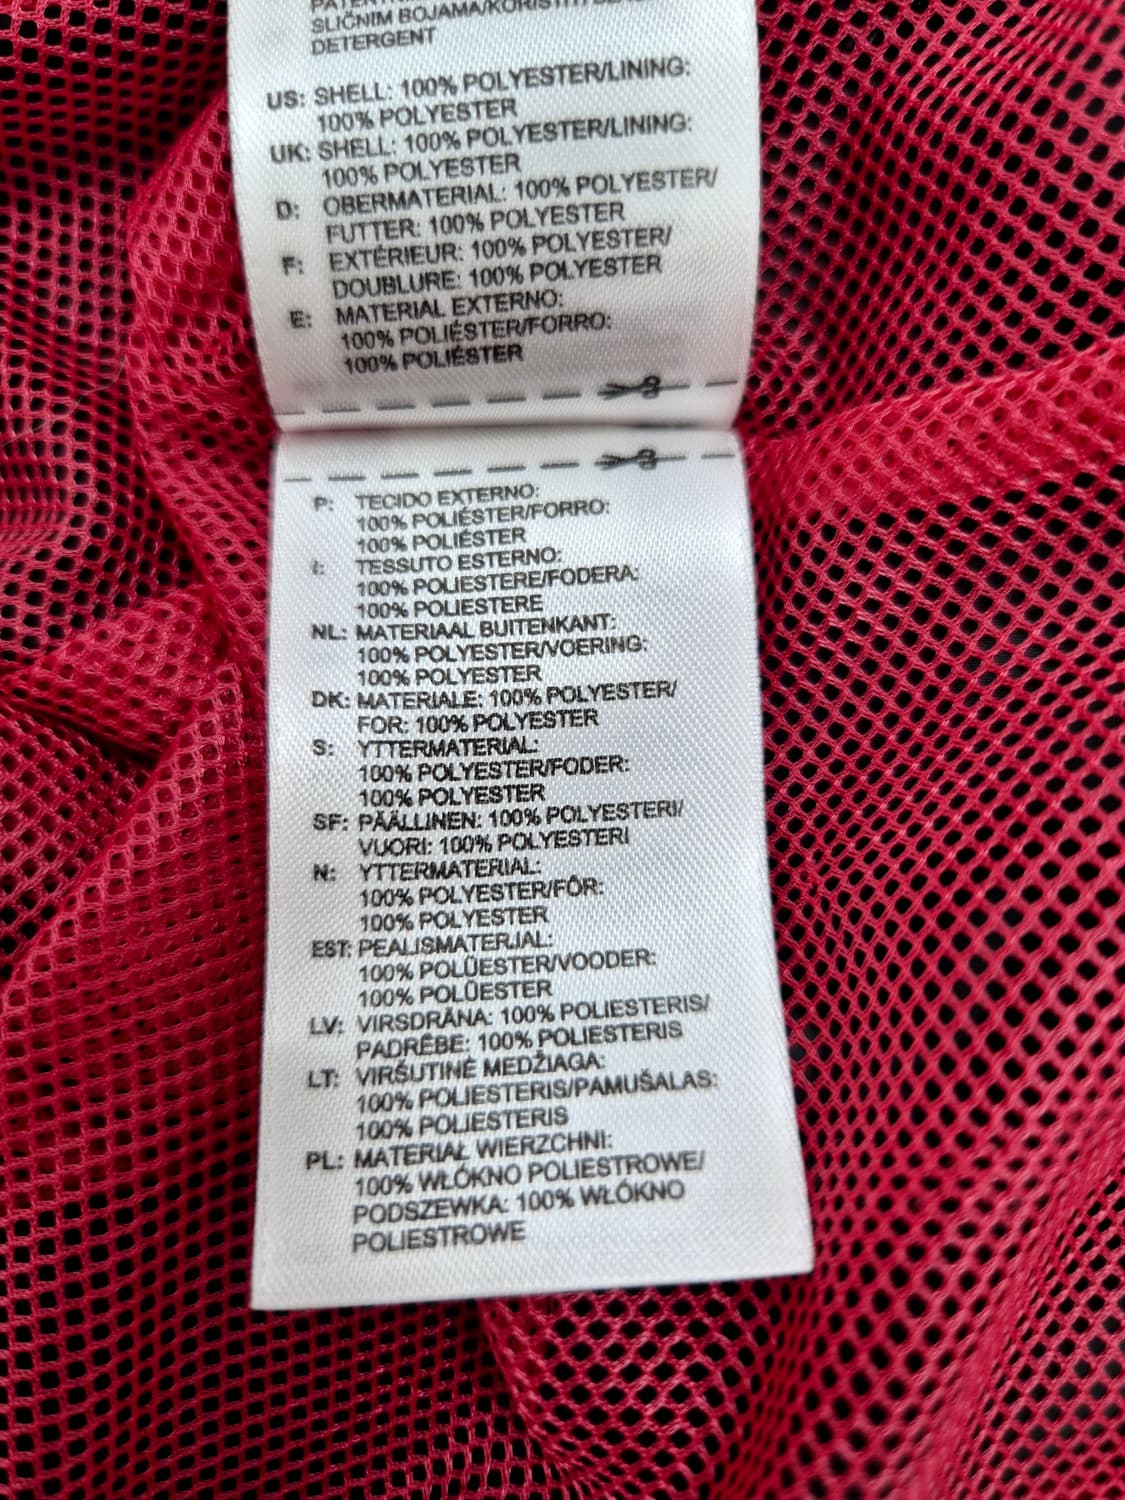 SLIČNIM BOJAMA/KORISTITI
DETERGENT
US: SHELL: 100% POLYESTER/LINING:
100% POLYESTER
UK: SHELL: 100% POLYESTER/LINING:
100% POLYESTER
D: OBERMATERIAL: 100% POLYESTER/
FUTTER: 100% POLYESTER
F: EXTÉRIEUR: 100% POLYESTER/
DOUBLURE: 100% POLYESTER
E: MATERIAL EXTERNO:
100% POLIÉSTER/FORRO:
100% POLIÉSTER
P: TECIDO EXTERNO:
100% POLIÉSTER/FORRO:
100% POLIÉSTER
I: TESSUTO ESTERNO:
100% POLIESTERE/FODERA:
100% POLIESTERE
NL: MATERIAAL BUITENKANT:
100% POLYESTER/VOERING:
100% POLYESTER
DK: MATERIALE: 100% POLYESTER/
FOR: 100% POLYESTER
S: YTTERMATERIAL:
100% POLYESTER/FODER:
100% POLYESTER
SF: PÄÄLLINEN: 100% POLYESTERI/
VUORI: 100% POLYESTERI
N: YTTERMATERIAL:
100% POLYESTER/FÔR:
100% POLYESTER
EST: PEALISMATERJAL:
100% POLÜESTER/VOODER:
100% POLÜESTER
LV: VIRSDRĀNA: 100% POLIESTERIS/
PADRĒBE: 100% POLIESTERIS
LT: VIRŠUTINĖ MEDŽIAGA:
100% POLIESTERIS/PAMUŠALAS:
100% POLIESTERIS
PL: MATERIAŁ WIERZCHNI:
100% WŁÓKNO POLIESTROWE/
PODSZEWKA: 100% WŁÓKNO
POLIESTROWE